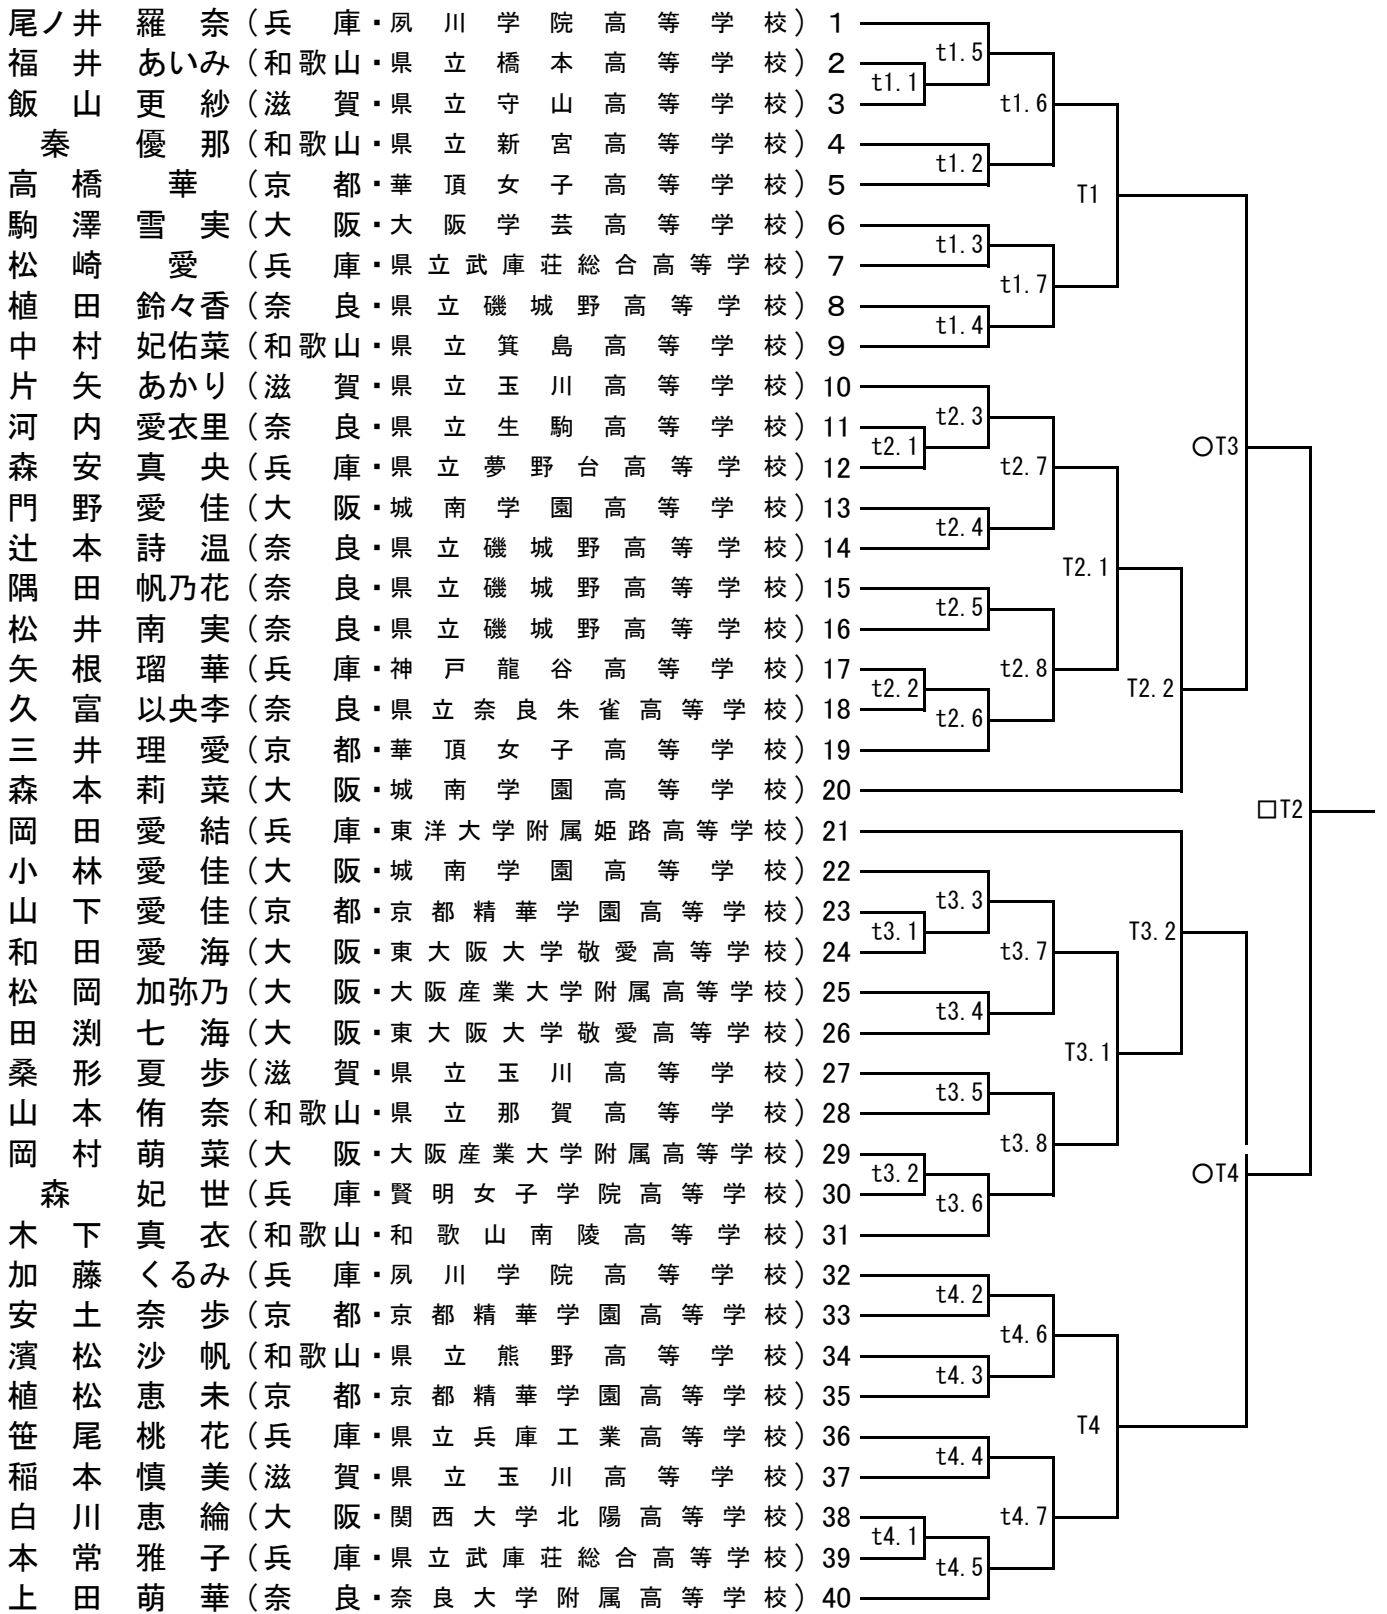 尾ノ井 羅奈（兵庫・夙川学院高等学校）1
t1.5
福井 あいみ（和歌山・県立橋本高等学校）2
t1.1
飯山 更紗（滋賀・県立守山高等学校）3
t1.6
秦 優那（和歌山・県立新宮高等学校）4
t1.2
高橋 華（京都・華頂女子高等学校）5
T1
駒澤 雪実（大阪・大阪学芸高等学校）6
t1.3
松崎 愛（兵庫・県立武庫荘総合高等学校）7
t1.7
植田 鈴々香（奈良・県立磯城野高等学校）8
t1.4
中村 妃佑菜（和歌山・県立箕島高等学校）9
片矢 あかり（滋賀・県立玉川高等学校）10
t2.3
河内 愛衣里（奈良・県立生駒高等学校）11
t2.1 ○T3
森安 真央（兵庫・県立夢野台高等学校）12
t2.7
門野 愛佳（大阪・城南学園高等学校）13
t2.4
辻本 詩温（奈良・県立磯城野高等学校）14
T2.1
隅田 帆乃花（奈良・県立磯城野高等学校）15
t2.5
松井 南実（奈良・県立磯城野高等学校）16
矢根 瑠華（兵庫・神戸龍谷高等学校）17
t2.8
t2.2 T2.2
久富 以央李（奈良・県立奈良朱雀高等学校）18
t2.6
三井 理愛（京都・華頂女子高等学校）19
森本 莉菜（大阪・城南学園高等学校）20
□T2
岡田 愛結（兵庫・東洋大学附属姫路高等学校）21
小林 愛佳（大阪・城南学園高等学校）22
t3.3
山下 愛佳（京都・京都精華学園高等学校）23
t3.1 T3.2
和田 愛海（大阪・東大阪大学敬愛高等学校）24
t3.7
松岡 加弥乃（大阪・大阪産業大学附属高等学校）25
t3.4
田渕 七海（大阪・東大阪大学敬愛高等学校）26
T3.1
桑形 夏歩（滋賀・県立玉川高等学校）27
t3.5
山本 侑奈（和歌山・県立那賀高等学校）28
t3.8
岡村 萌菜（大阪・大阪産業大学附属高等学校）29
t3.2 ○T4
森 妃世（兵庫・賢明女子学院高等学校）30
t3.6
木下 真衣（和歌山・和歌山南陵高等学校）31
加藤 くるみ（兵庫・夙川学院高等学校）32
t4.2
安土 奈歩（京都・京都精華学園高等学校）33
t4.6
濱松 沙帆（和歌山・県立熊野高等学校）34
t4.3
植松 恵未（京都・京都精華学園高等学校）35
T4
笹尾 桃花（兵庫・県立兵庫工業高等学校）36
t4.4
稲本 慎美（滋賀・県立玉川高等学校）37
白川 恵綸（大阪・関西大学北陽高等学校）38
t4.7
t4.1
本常 雅子（兵庫・県立武庫荘総合高等学校）39
t4.5
上田 萌華（奈良・奈良大学附属高等学校）40